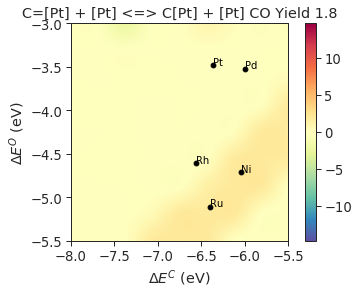 C=[Pt] + [Pt] <=> C[Pt] + [Pt] CO Yield 1.8
−3.0
−3.5
−4.0
−4.5
−5.0
−5.5
ΔE^O (eV)
Pt
Pd
Rh
Ni
Ru
−8.0 −7.5 −7.0 −6.5 −6.0 −5.5
ΔE^C (eV)
10
5
0
−5
−10